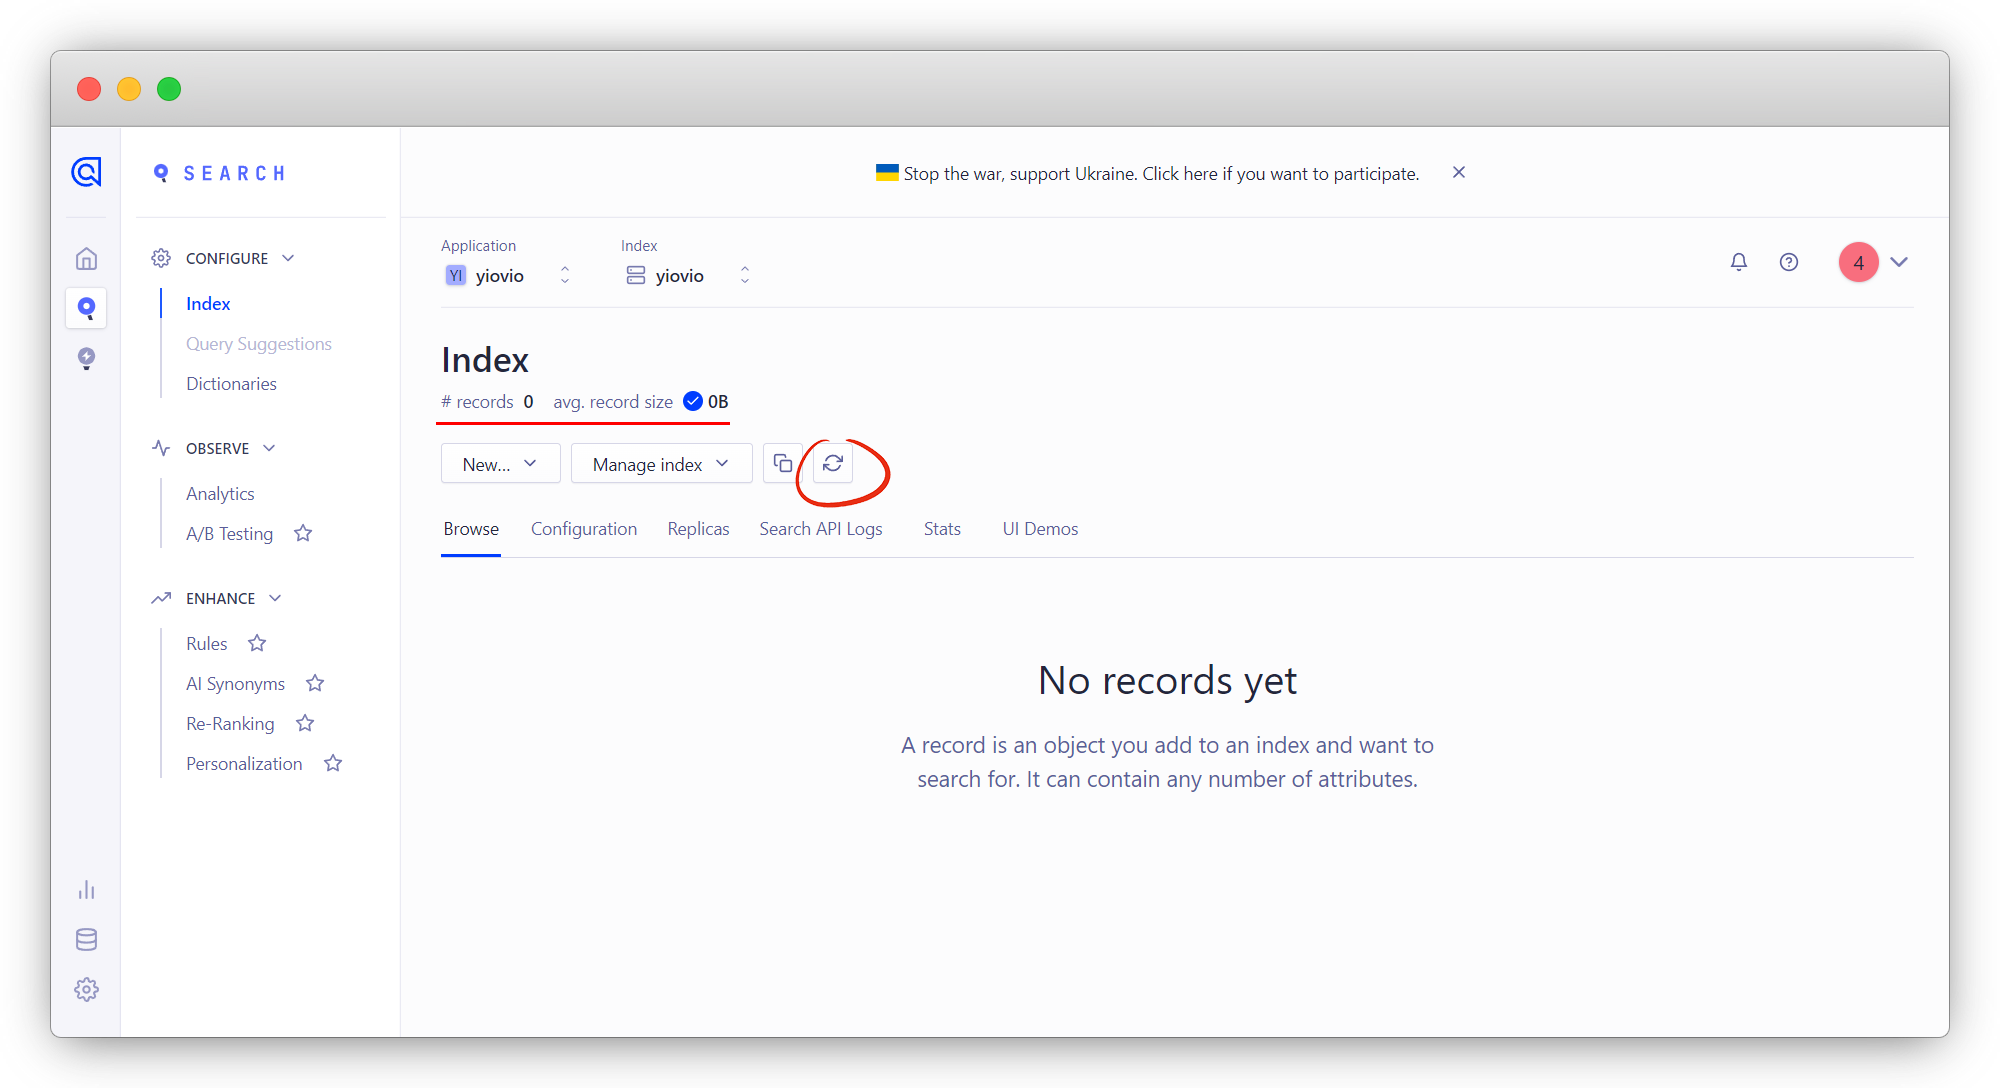 SEARCH
Stop the war, support Ukraine. Click here if you want to participate.
CONFIGURE
Index
Query Suggestions
Dictionaries
OBSERVE
Analytics
A/B Testing
ENHANCE
Rules
AI Synonyms
Re-Ranking
Personalization
Application
YI yiovio
Index
yiovio
4
Index
# records 0 avg. record size 0B
New... Manage index
Browse Configuration Replicas Search API Logs Stats UI Demos
No records yet
A record is an object you add to an index and want to
search for. It can contain any number of attributes.